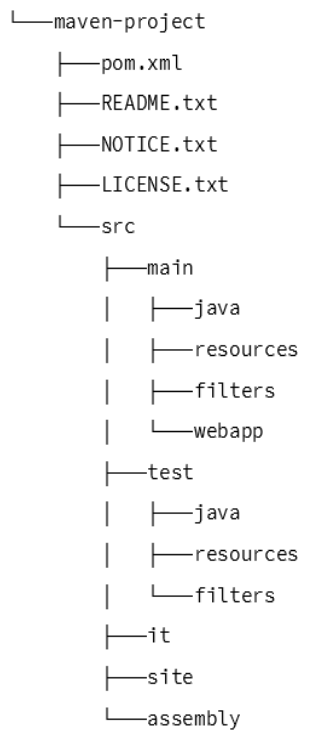 └──maven-project
    ├──pom.xml
    ├──README.txt
    ├──NOTICE.txt
    ├──LICENSE.txt
    └──src
        ├──main
        │   ├──java
        │   ├──resources
        │   ├──filters
        │   └──webapp
        ├──test
        │   ├──java
        │   ├──resources
        │   └──filters
        ├──it
        ├──site
        └──assembly